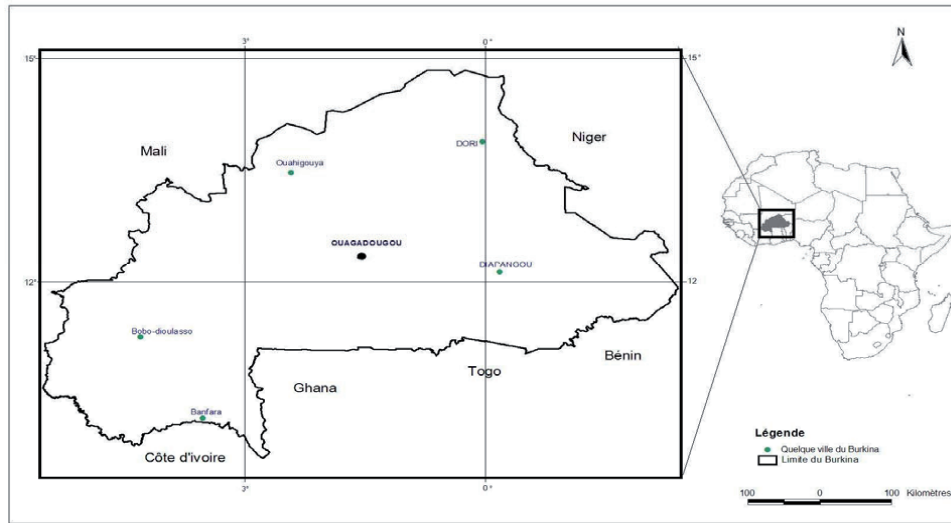 3°
0°
N
15°
15°
Mali
Niger
DORI
Ouahigouya
OUAGADOUGOU
DIAPANGOU
12°
12°
Bobo-dioulasso
Bénin
Togo
Ghana
Banfara
Côte d'ivoire
3°
0°
Légende
Quelque ville du Burkina
Limite du Burkina
100 0 100 Kilomètres